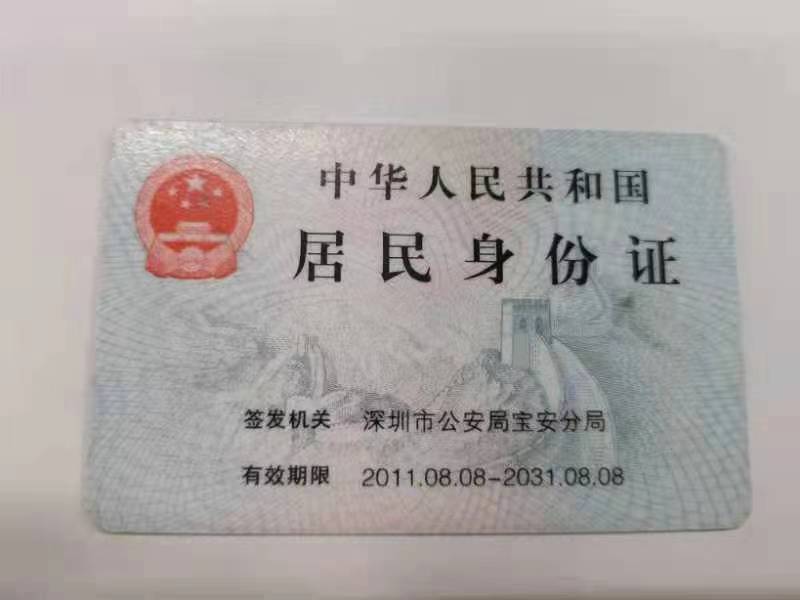 中华人民共和国
居民身份证
签发机关 深圳市公安局宝安分局
有效期限 2011.08.08-2031.08.08